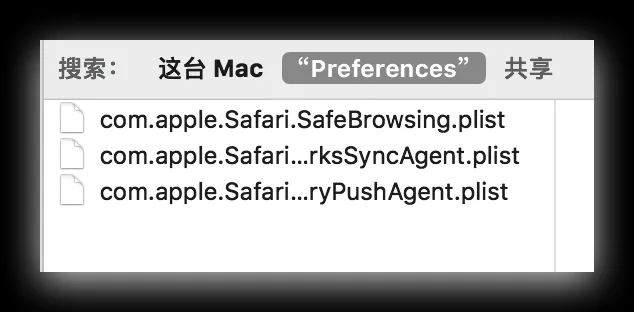 搜索： 这台 Mac “Preferences” 共享
com.apple.Safari.SafeBrowsing.plist
com.apple.Safari...rksSyncAgent.plist
com.apple.Safari...ryPushAgent.plist